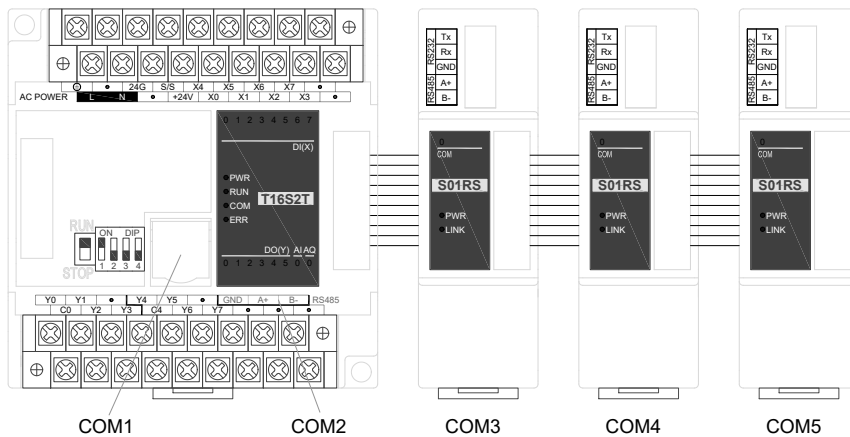 24G S/S X4 X5 X6 X7
AC POWER L N +24V X0 X1 X2 X3
0 1 2 3 4 5 6 7
DI(X)
PWR
RUN
COM
ERR
T16S2T
DO(Y) AI AQ
0 1 2 3 4 5 0 0
RUN
STOP
ON DIP
1 2 3 4
Y0 Y1 Y4 Y5 GND A+ B- RS485
C0 Y2 Y3 C4 Y6 Y7
RS232
Tx
Rx
GND
RS485
A+
B-
0
COM
S01RS
PWR
LINK
RS232
Tx
Rx
GND
RS485
A+
B-
0
COM
S01RS
PWR
LINK
RS232
Tx
Rx
GND
RS485
A+
B-
0
COM
S01RS
PWR
LINK
COM1 COM2 COM3 COM4 COM5